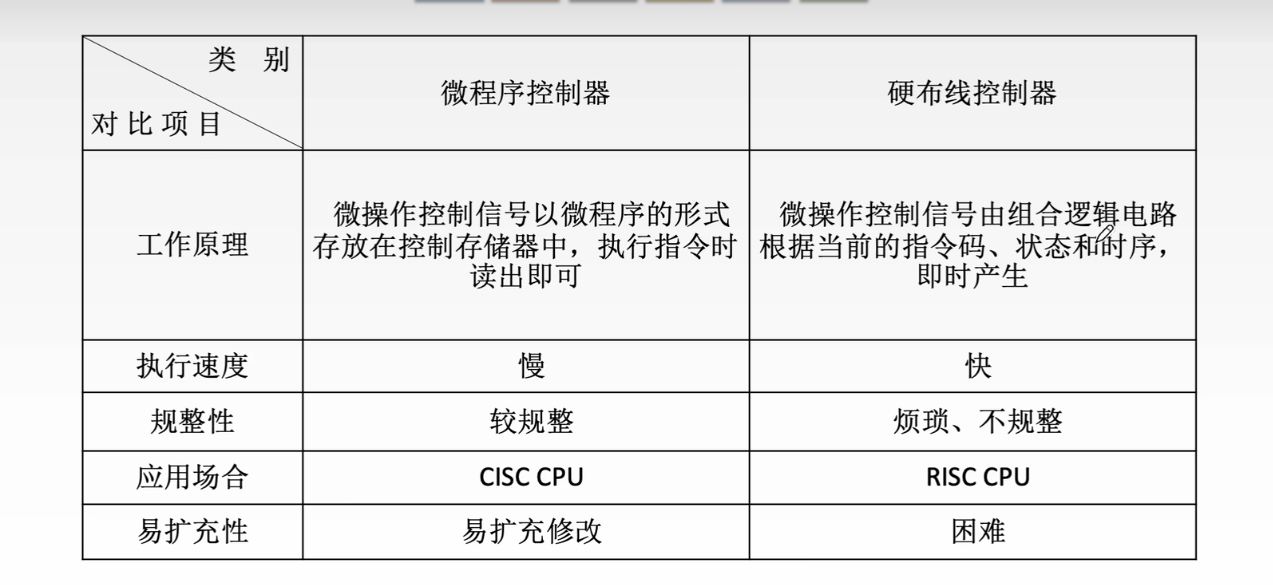 类 别
对比项目
微程序控制器
硬布线控制器
工作原理
微操作控制信号以微程序的形式
存放在控制存储器中，执行指令时
读出即可
微操作控制信号由组合逻辑电路
根据当前的指令码、状态和时序，
即时产生
执行速度
慢
快
规整性
较规整
烦琐、不规整
应用场合
CISC CPU
RISC CPU
易扩充性
易扩充修改
困难